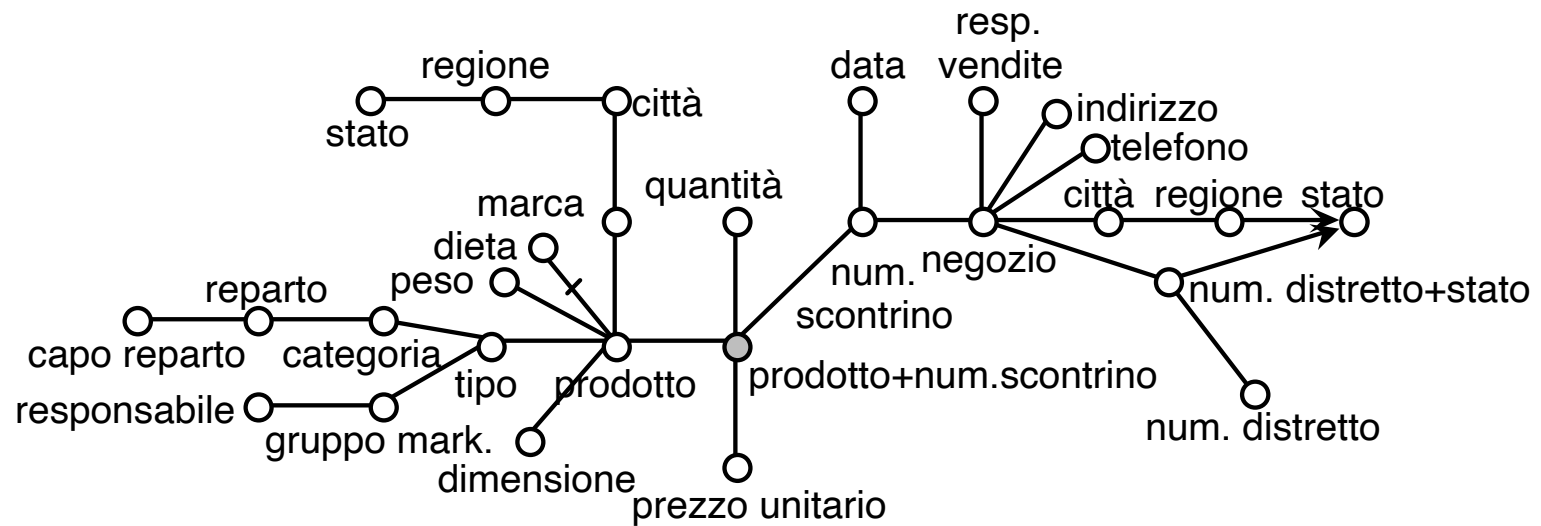 resp.
vendite
data
regione
città
stato
indirizzo
telefono
quantità
città
regione
stato
marca
dieta
peso
num.
scontrino
negozio
num. distretto+stato
reparto
capo reparto
categoria
tipo
prodotto
prodotto+num.scontrino
responsabile
gruppo mark.
num. distretto
dimensione
prezzo unitario